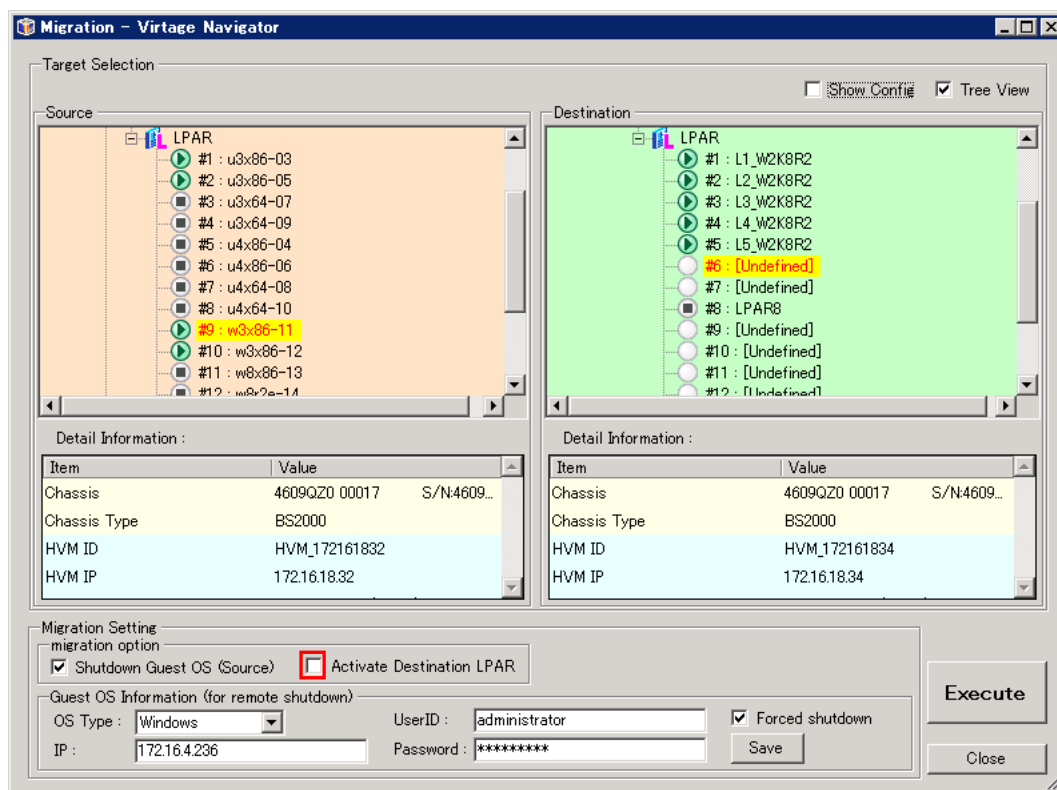 Migration - Virtage Navigator
Target Selection
Show Config Tree View
Source
LPAR
#1 : u3x86-03
#2 : u3x86-05
#3 : u3x64-07
#4 : u3x64-09
#5 : u4x86-04
#6 : u4x86-06
#7 : u4x64-08
#8 : u4x64-10
#9 : w3x86-11
#10 : w3x86-12
#11 : w8x86-13
#12 : w8r2e-14
Detail Information :
Item Value
Chassis 4609QZ0 00017 S/N:4609...
Chassis Type BS2000
HVM ID HVM_172161832
HVM IP 172.16.18.32
Destination
LPAR
#1 : L1_W2K8R2
#2 : L2_W2K8R2
#3 : L3_W2K8R2
#4 : L4_W2K8R2
#5 : L5_W2K8R2
#6 : [Undefined]
#7 : [Undefined]
#8 : LPAR8
#9 : [Undefined]
#10 : [Undefined]
#11 : [Undefined]
#12 : [Undefined]
Detail Information :
Item Value
Chassis 4609QZ0 00017 S/N:4609...
Chassis Type BS2000
HVM ID HVM_172161834
HVM IP 172.16.18.34
Migration Setting
migration option
Shutdown Guest OS (Source) Activate Destination LPAR
Guest OS Information (for remote shutdown)
OS Type : Windows UserID : administrator Forced shutdown
IP : 172.16.4.236 Password : ********* Save
Execute
Close